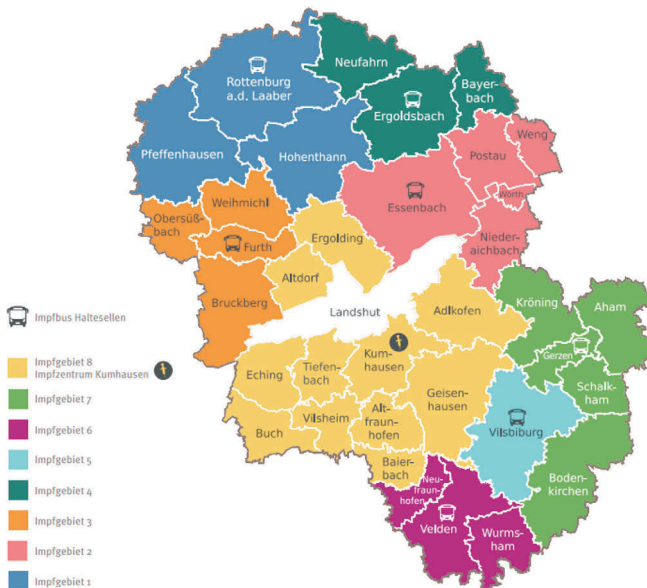 Neufahrn
Rottenburg
a.d. Laaber
Bayer-
bach
Ergoldsbach
Weng
Postau
Pfeffenhausen
Hohenthann
Wörth
Weihmichl
Essenbach
Obersüß-
bach
Ergolding
Nieder-
aichbach
Furth
Altdorf
Bruckberg
Kröning
Aham
Landshut
Adlkofen
Impfbus Haltesellen
Gerzen
Kum-
hausen
Eching
Tiefen-
bach
Schalk-
ham
Impfgebiet 8
Impfzentrum Kumhausen
Geisen-
hausen
Impfgebiet 7
Alt-
fraun-
hofen
Vilsheim
Buch
Vilsbiburg
Impfgebiet 6
Baier-
bach
Impfgebiet 5
Neu-
fraun-
hofen
Boden-
kirchen
Impfgebiet 4
Velden
Wurms-
ham
Impfgebiet 3
Impfgebiet 2
Impfgebiet 1